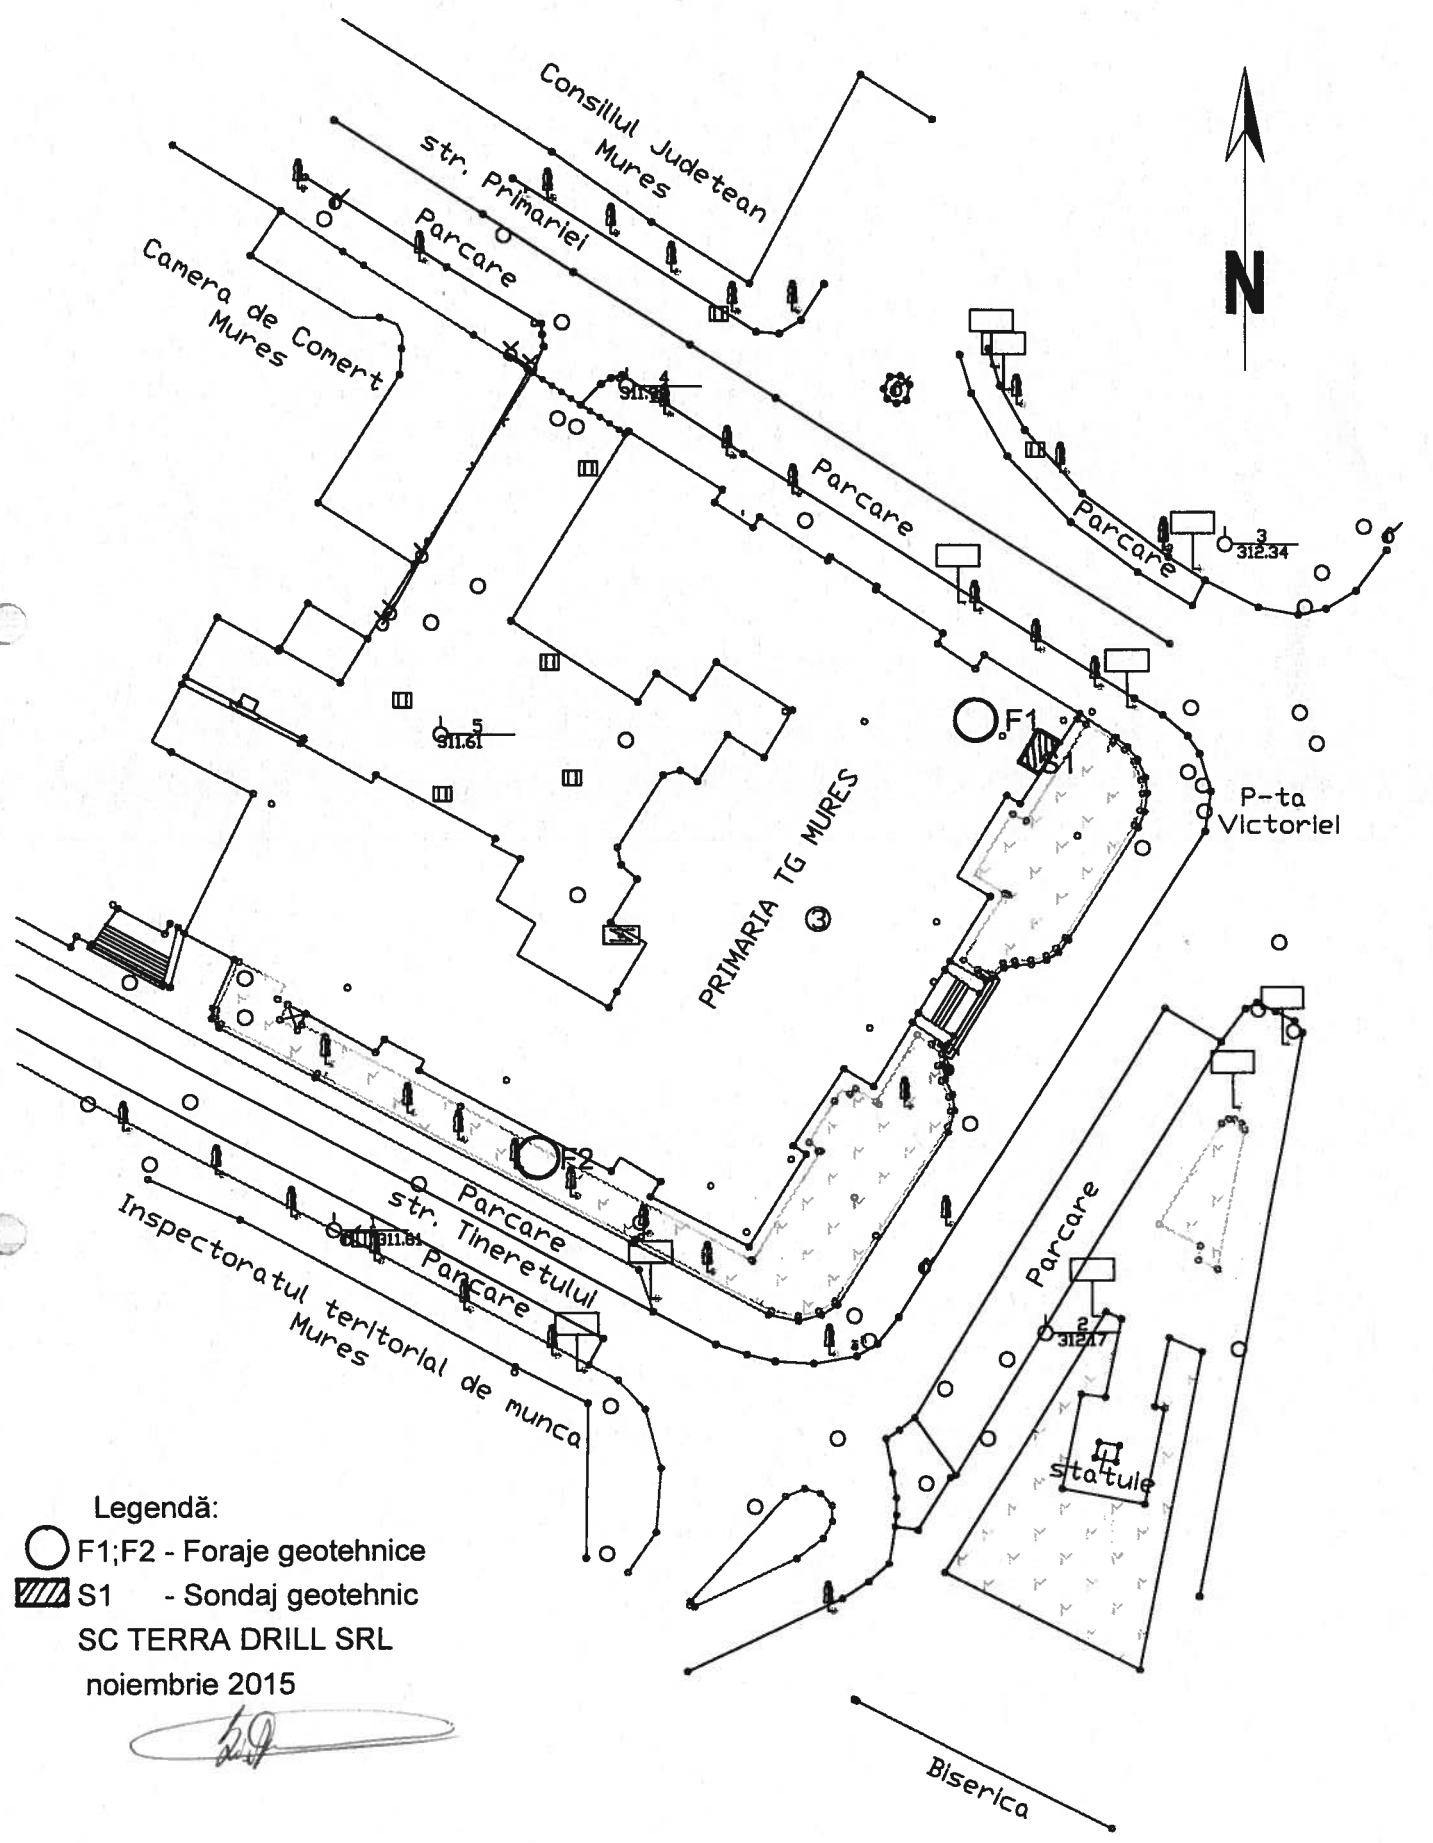 Consiliul Judetean
Mures
str. Primariei
Parcare
N
Camera de Comert
Mures
4
Parcare
Parcare
3
312.34
F1
S1
5
311.61
P-ta
Victoriei
PRIMARIA TG MURES
3
F2
Parcare
str. Tineretului
Parcare
311.61
Inspectoratul teritorial de munca
Mures
Parcare
2
312.17
statuie
Legendă:
F1;F2 - Foraje geotehnice
S1 - Sondaj geotehnic
SC TERRA DRILL SRL
noiembrie 2015
Biserica